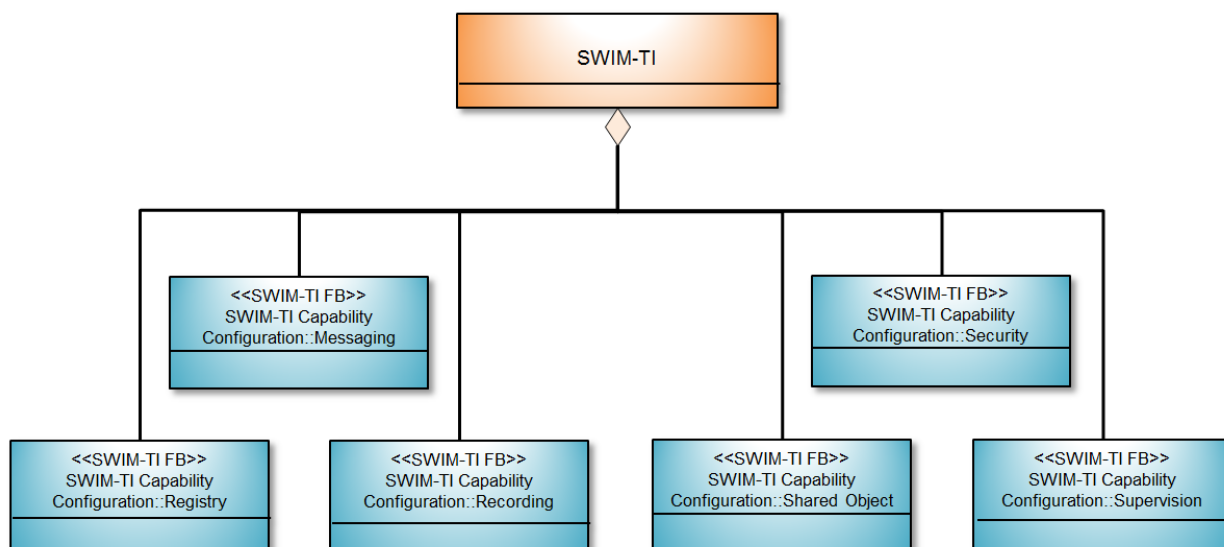 SWIM-TI
<<SWIM-TI FB>>
SWIM-TI Capability
Configuration::Messaging
<<SWIM-TI FB>>
SWIM-TI Capability
Configuration::Security
<<SWIM-TI FB>>
SWIM-TI Capability
Configuration::Registry
<<SWIM-TI FB>>
SWIM-TI Capability
Configuration::Recording
<<SWIM-TI FB>>
SWIM-TI Capability
Configuration::Shared Object
<<SWIM-TI FB>>
SWIM-TI Capability
Configuration::Supervision